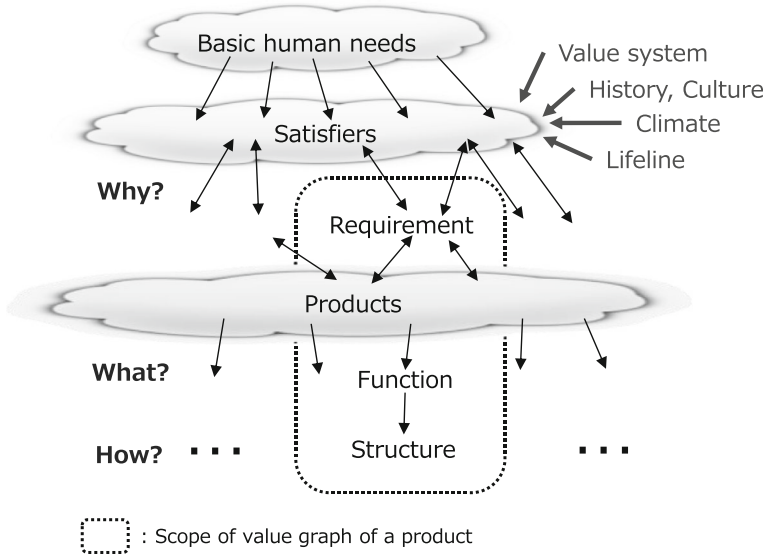 Basic human needs
Value system
History, Culture
Climate
Lifeline
Satisfiers
Why?
Requirement
Products
What?
Function
How?
Structure
: Scope of value graph of a product